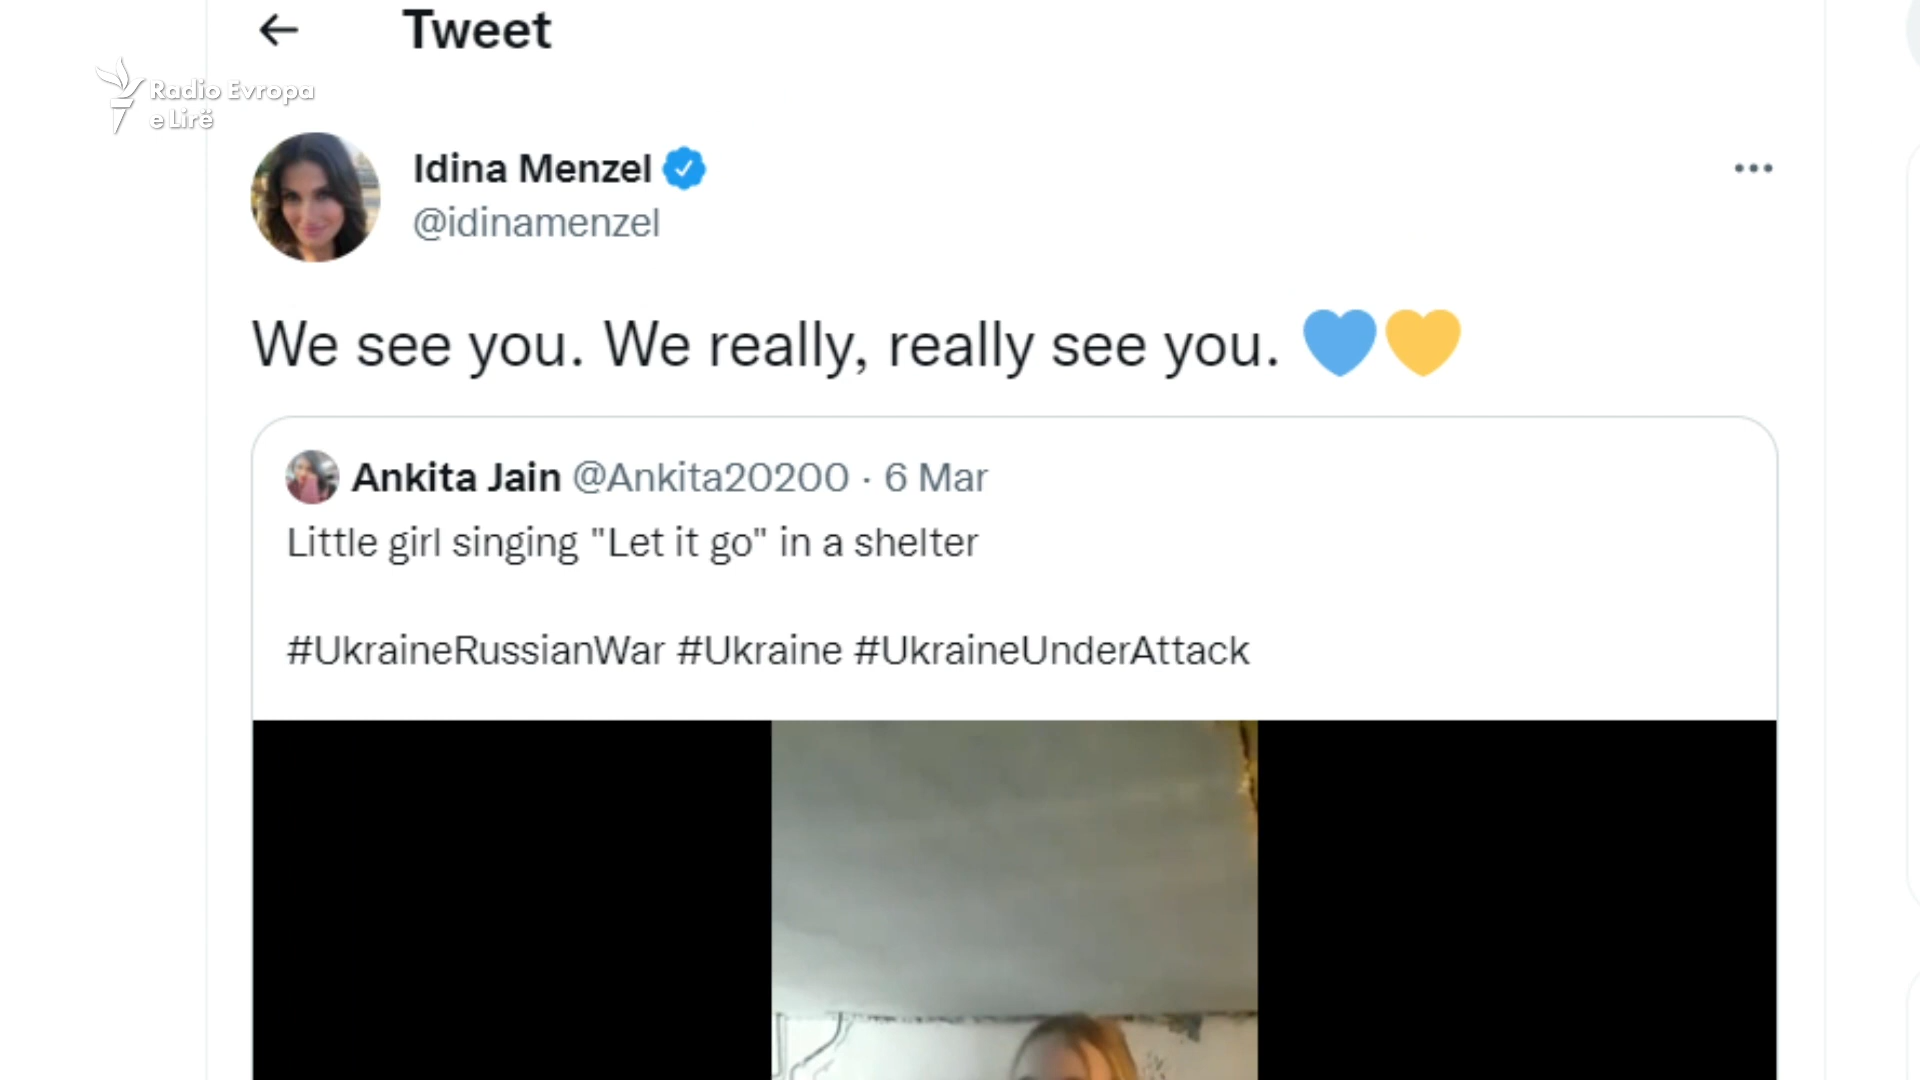 Tweet
Radio Evropa
e Lirë
Idina Menzel
@idinamenzel
We see you. We really, really see you. 💙💛
Ankita Jain @Ankita20200 · 6 Mar
Little girl singing "Let it go" in a shelter
#UkraineRussianWar #Ukraine #UkraineUnderAttack